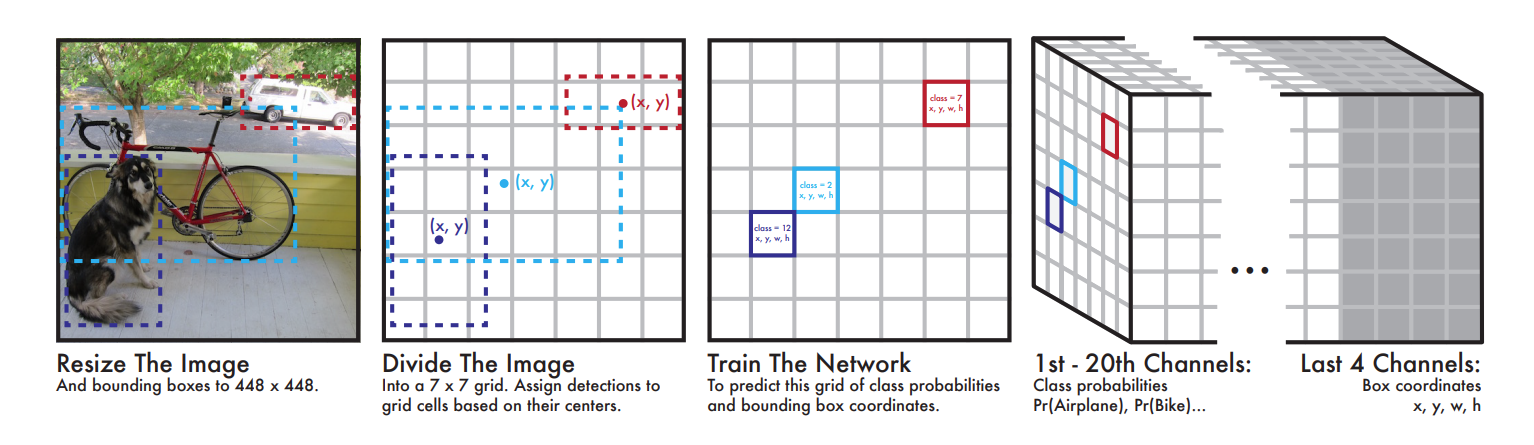 (x, y)
(x, y)
(x, y)
class = 7
x, y, w, h
class = 2
x, y, w, h
class = 12
x, y, w, h
Resize The Image
And bounding boxes to 448 x 448.
Divide The Image
Into a 7 x 7 grid. Assign detections to
grid cells based on their centers.
Train The Network
To predict this grid of class probabilities
and bounding box coordinates.
1st - 20th Channels:
Class probabilities
Pr(Airplane), Pr(Bike)...
Last 4 Channels:
Box coordinates
x, y, w, h